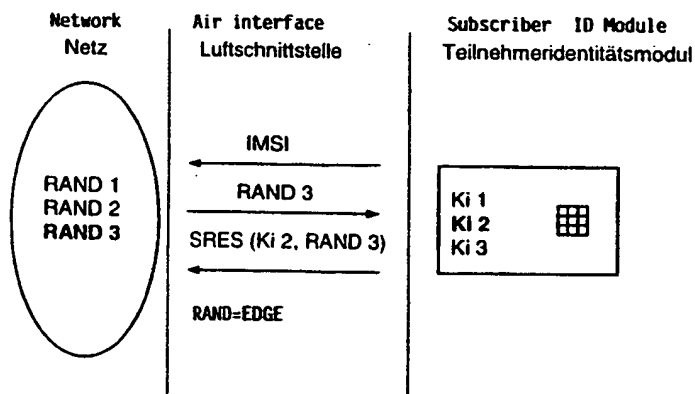 Network
Netz
Air interface
Luftschnittstelle
Subscriber ID Module
Teilnehmeridentitätsmodul
RAND 1
RAND 2
RAND 3
IMSI
RAND 3
SRES (Ki 2, RAND 3)
RAND=EDGE
Ki 1
Ki 2
Ki 3